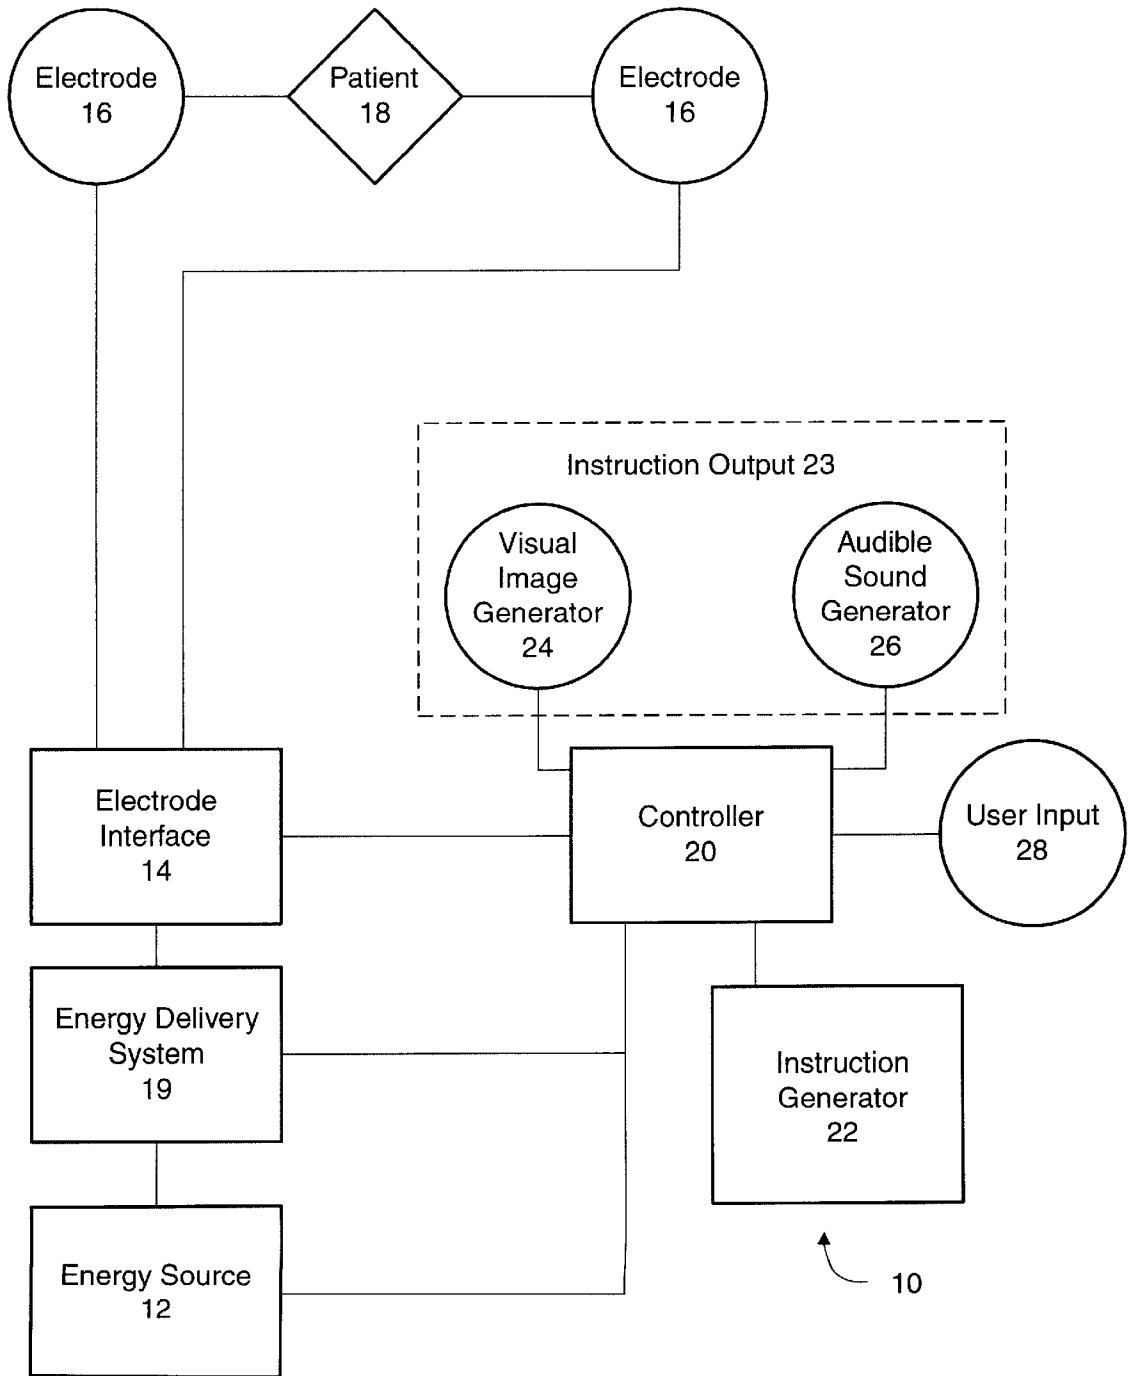 Electrode
16
Patient
18
Electrode
16
Instruction Output 23
Visual
Image
Generator
24
Audible
Sound
Generator
26
Electrode
Interface
14
Controller
20
User Input
28
Energy Delivery
System
19
Instruction
Generator
22
Energy Source
12
10